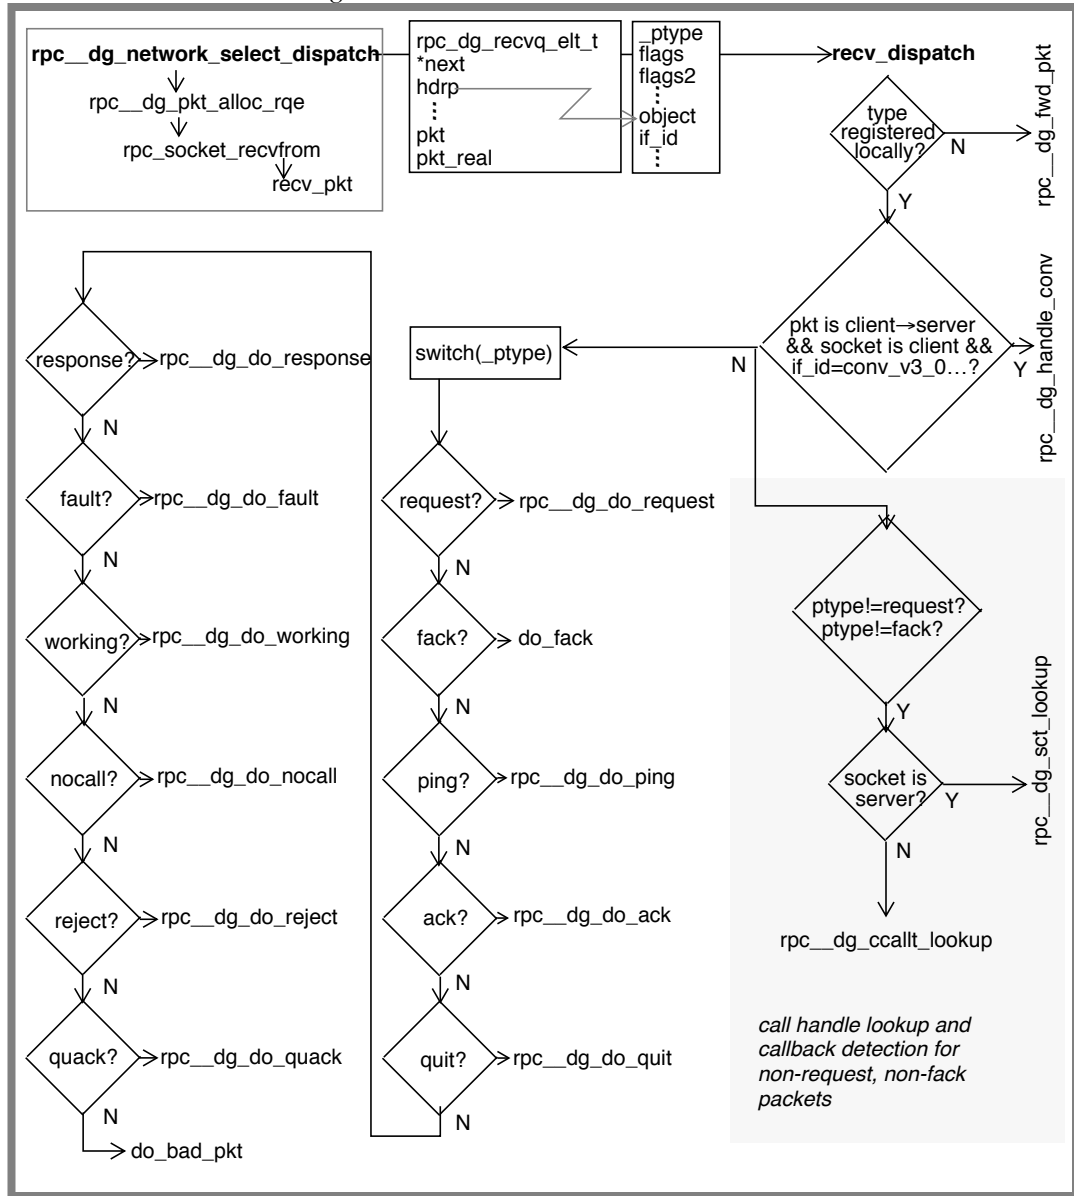 rpc__dg_network_select_dispatch
rpc__dg_pkt_alloc_rqe
rpc_socket_recvfrom
recv_pkt
rpc_dg_recvq_elt_t
*next
hdrp
pkt
pkt_real
_ptype
flags
flags2
object
if_id
recv_dispatch
type
registered
locally?
N
rpc__dg_fwd_pkt
Y
pkt is client→server
&& socket is client &&
if_id=conv_v3_0…?
Y
rpc__dg_handle_conv
N
switch(_ptype)
request?
rpc__dg_do_request
N
fack?
do_fack
N
ping?
rpc__dg_do_ping
N
ack?
rpc__dg_do_ack
N
quit?
rpc__dg_do_quit
N
response?
rpc__dg_do_response
N
fault?
rpc__dg_do_fault
N
working?
rpc__dg_do_working
N
nocall?
rpc__dg_do_nocall
N
reject?
rpc__dg_do_reject
N
quack?
rpc__dg_do_quack
N
do_bad_pkt
ptype!=request?
ptype!=fack?
Y
socket is
server?
Y
rpc__dg_sct_lookup
N
rpc__dg_ccallt_lookup
call handle lookup and
callback detection for
non-request, non-fack
packets